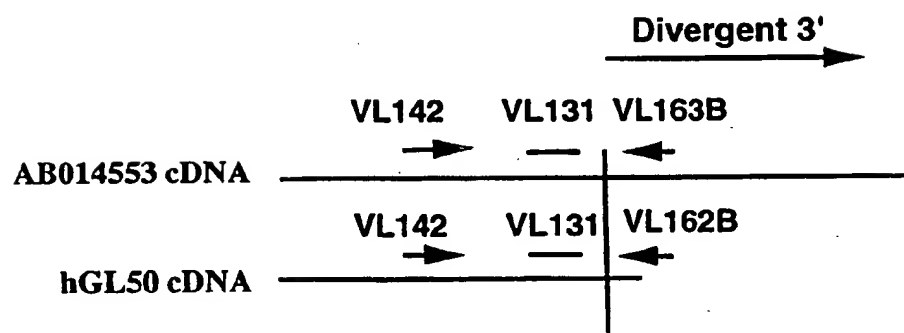 Divergent 3'
VL142 VL131 VL163B
AB014553 cDNA
VL142 VL131 VL162B
hGL50 cDNA